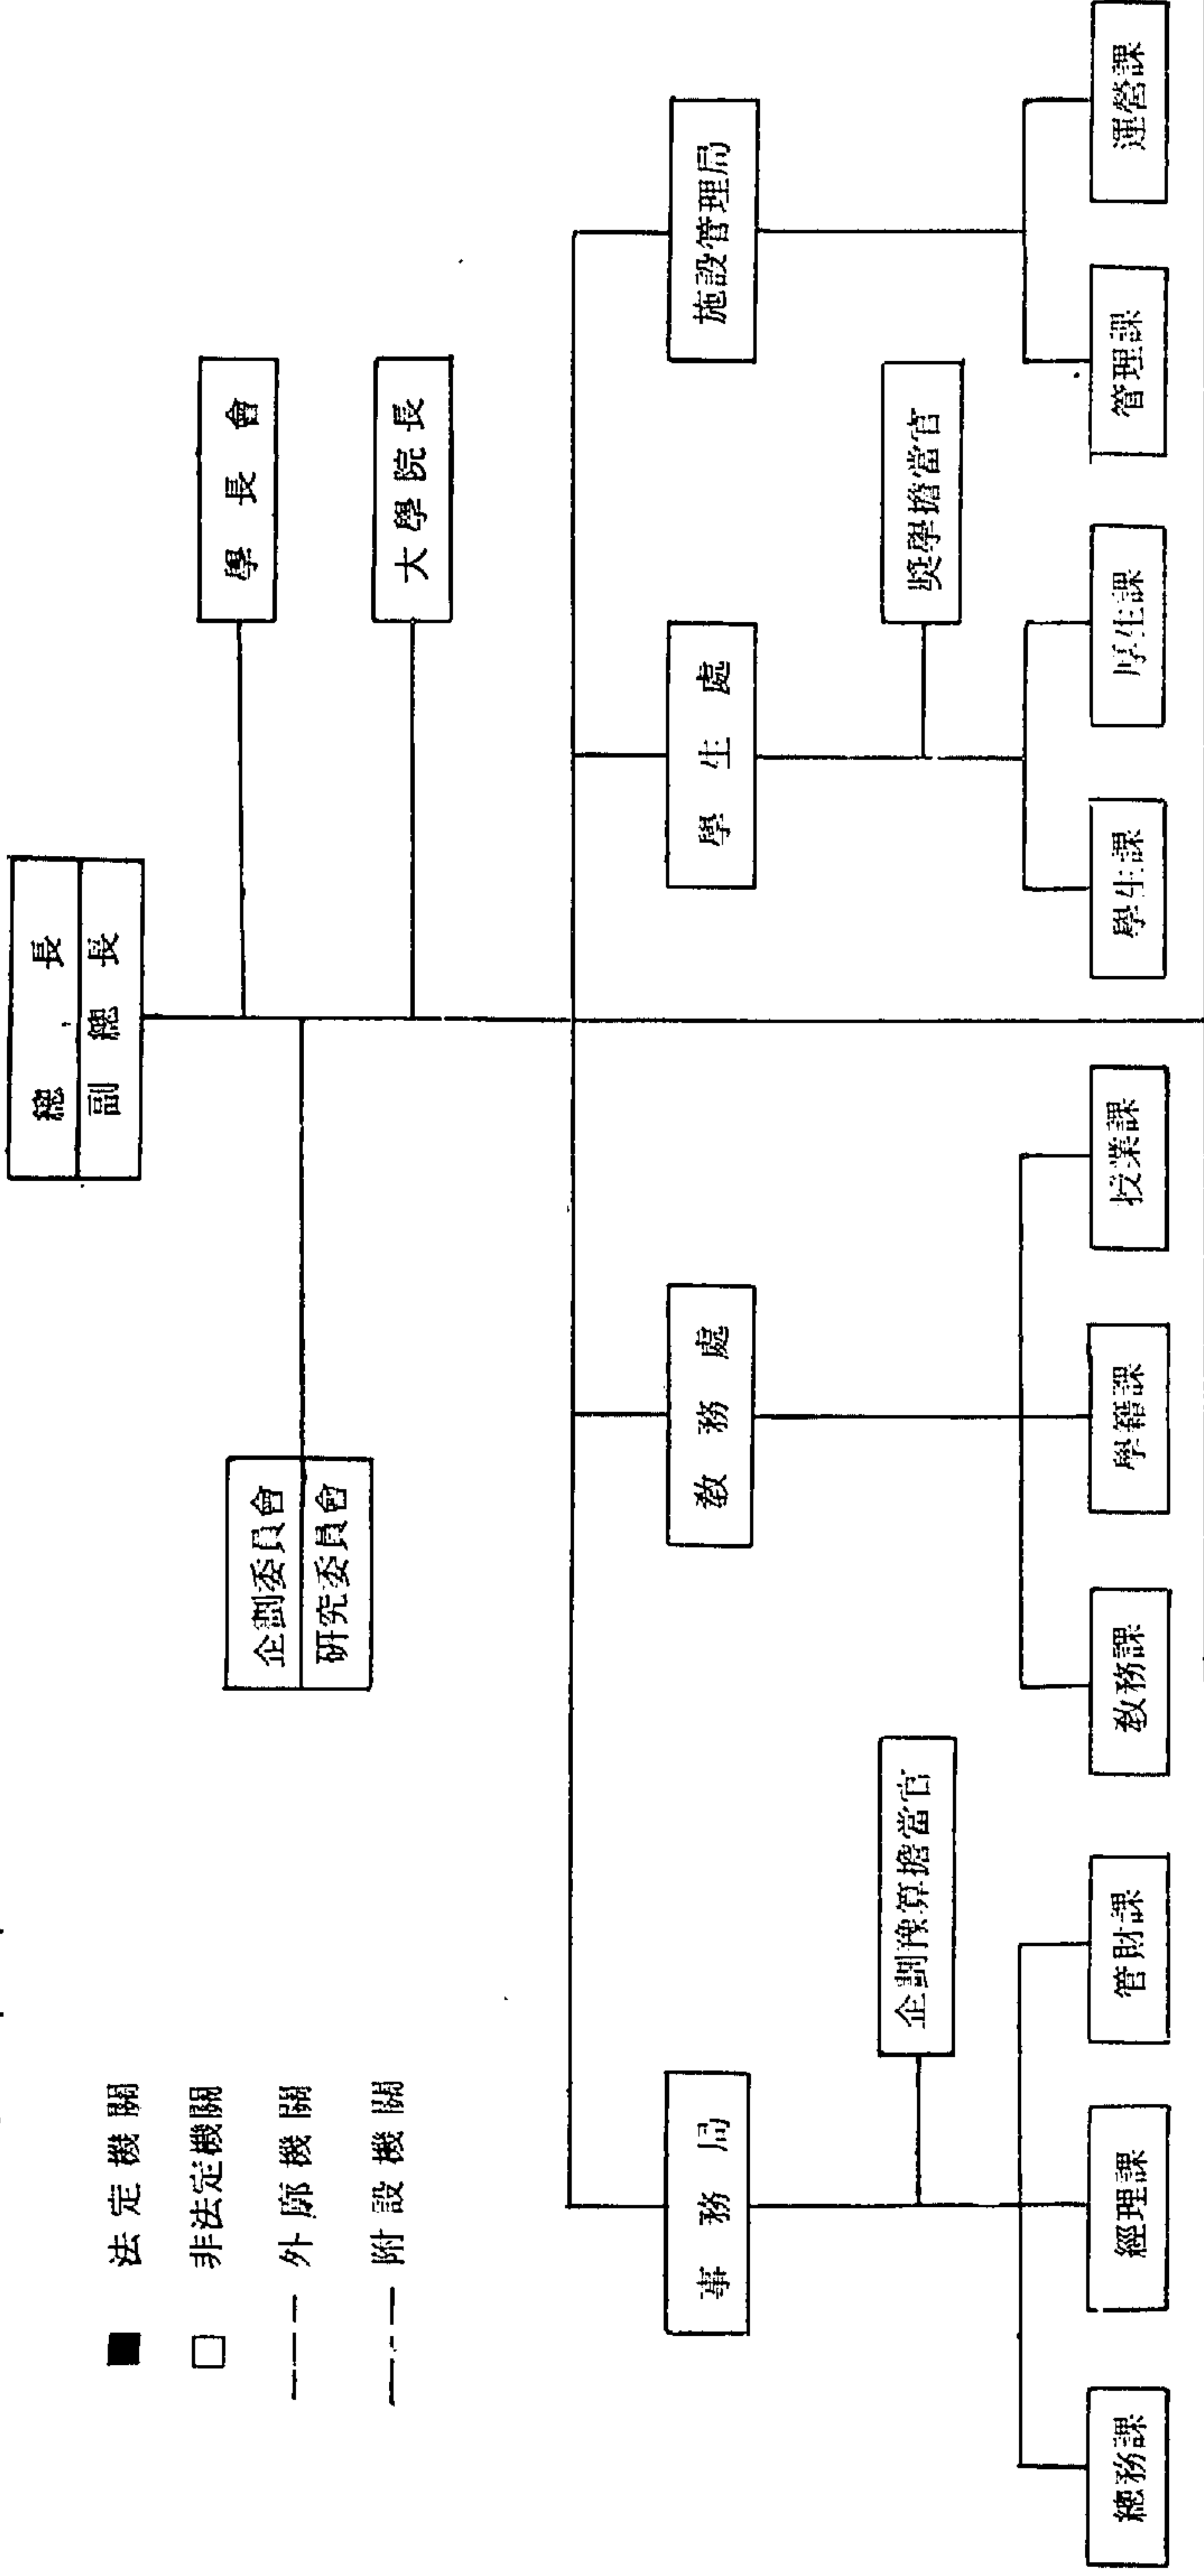 總長
副總長
學長會
企劃委員會
研究委員會
大學院長
■ 法定機關
□ 非法定機關
外廓機關
附設機關
事務局
敎務處
學生處
施設管理局
企劃豫算擔當官
奬學擔當官
總務課
經理課
管財課
敎務課
學籍課
授業課
學生課
厚生課
管理課
運營課